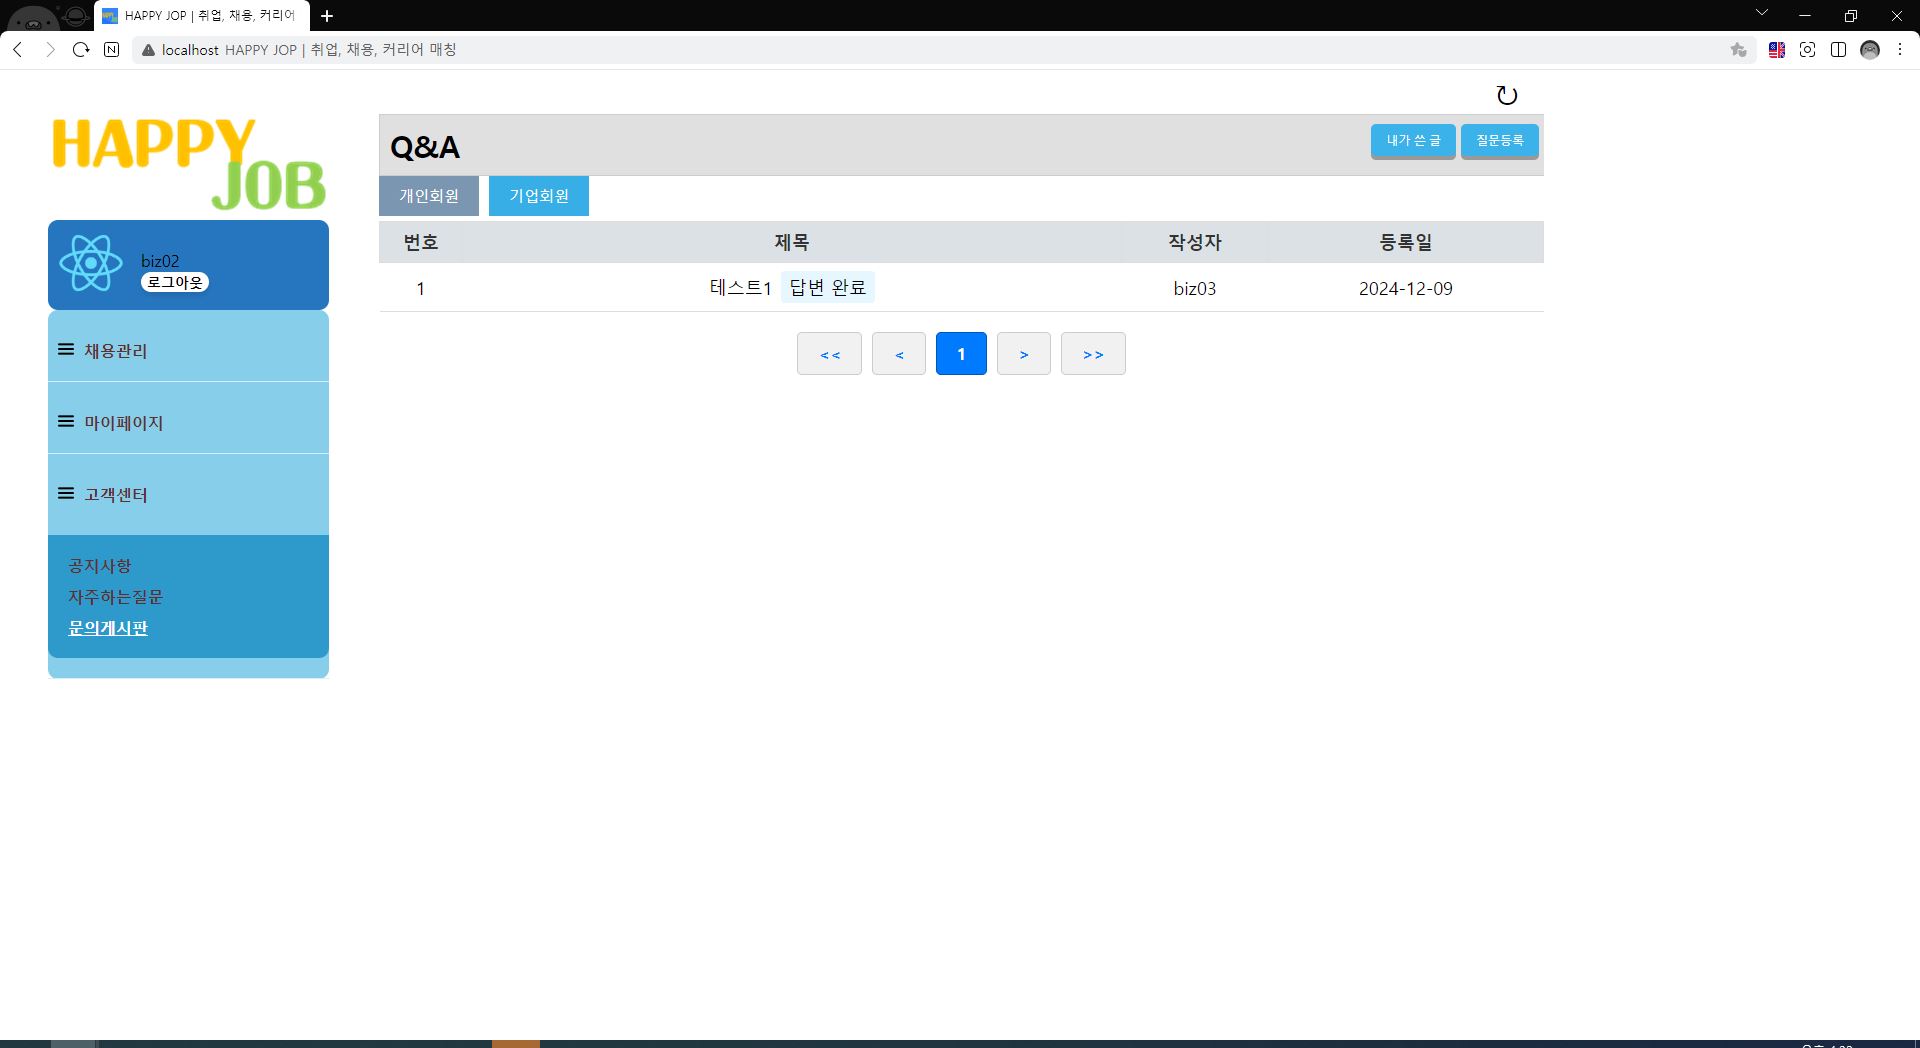 HAPPY JOP | 취업, 채용, 커리어
localhost HAPPY JOP | 취업, 채용, 커리어 매칭
HAPPY
JOB
biz02
로그아웃
채용관리
마이페이지
고객센터
공지사항
자주하는질문
문의게시판
Q&A
내가 쓴 글 질문등록
개인회원 기업회원
번호 제목 작성자 등록일
1 테스트1 답변 완료 biz03 2024-12-09
<< < 1 > >>